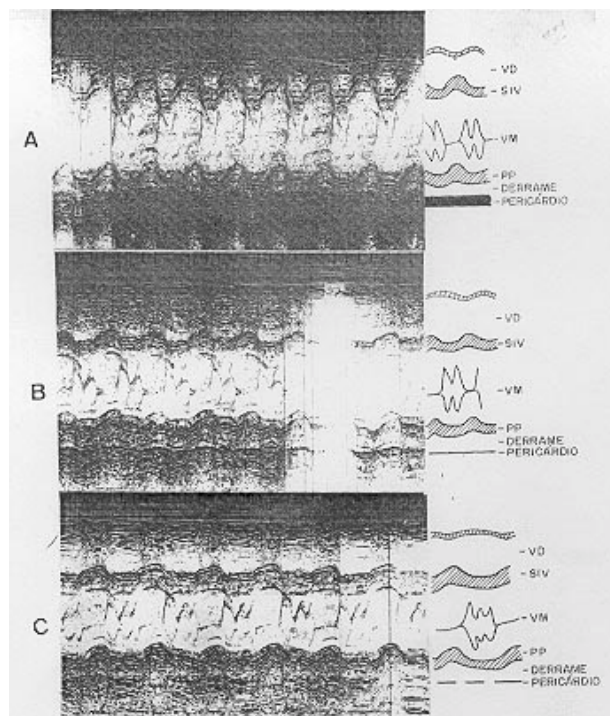 A
- VD
- SIV
- VM
- PP
- DERRAME
- PERICÁRDIO
B
- VD
- SIV
- VM
- PP
- DERRAME
- PERICÁRDIO
C
- VD
- SIV
- VM
- PP
- DERRAME
- PERICÁRDIO